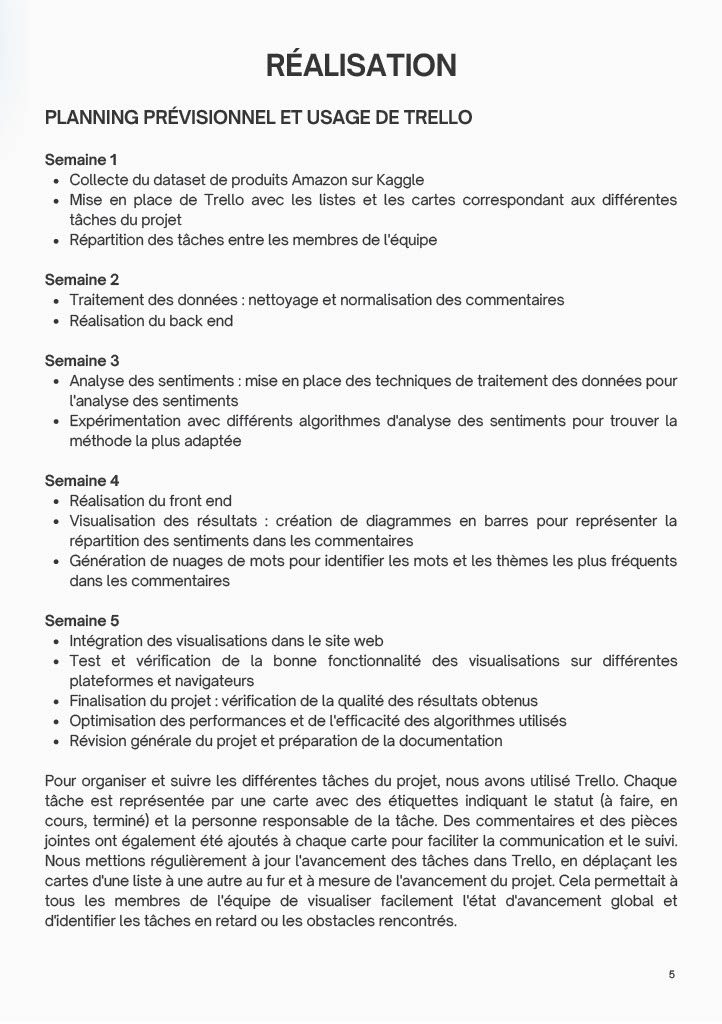 RÉALISATION
PLANNING PRÉVISIONNEL ET USAGE DE TRELLO
Semaine 1
• Collecte du dataset de produits Amazon sur Kaggle
• Mise en place de Trello avec les listes et les cartes correspondant aux différentes
tâches du projet
• Répartition des tâches entre les membres de l'équipe
Semaine 2
• Traitement des données : nettoyage et normalisation des commentaires
• Réalisation du back end
Semaine 3
• Analyse des sentiments : mise en place des techniques de traitement des données pour
l'analyse des sentiments
• Expérimentation avec différents algorithmes d'analyse des sentiments pour trouver la
méthode la plus adaptée
Semaine 4
• Réalisation du front end
• Visualisation des résultats : création de diagrammes en barres pour représenter la
répartition des sentiments dans les commentaires
• Génération de nuages de mots pour identifier les mots et les thèmes les plus fréquents
dans les commentaires
Semaine 5
• Intégration des visualisations dans le site web
• Test et vérification de la bonne fonctionnalité des visualisations sur différentes
plateformes et navigateurs
• Finalisation du projet : vérification de la qualité des résultats obtenus
• Optimisation des performances et de l'efficacité des algorithmes utilisés
• Révision générale du projet et préparation de la documentation
Pour organiser et suivre les différentes tâches du projet, nous avons utilisé Trello. Chaque
tâche est représentée par une carte avec des étiquettes indiquant le statut (à faire, en
cours, terminé) et la personne responsable de la tâche. Des commentaires et des pièces
jointes ont également été ajoutés à chaque carte pour faciliter la communication et le suivi.
Nous mettions régulièrement à jour l'avancement des tâches dans Trello, en déplaçant les
cartes d'une liste à une autre au fur et à mesure de l'avancement du projet. Cela permettait à
tous les membres de l'équipe de visualiser facilement l'état d'avancement global et
d'identifier les tâches en retard ou les obstacles rencontrés.
5